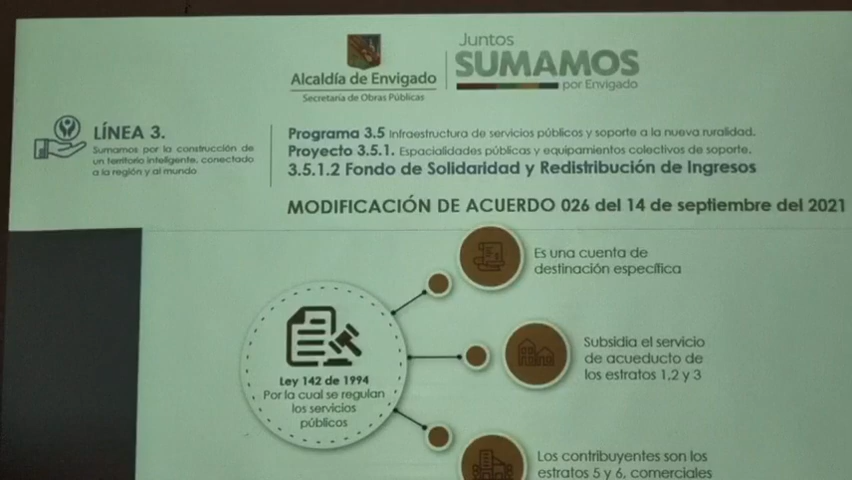 Alcaldía de Envigado
Secretaría de Obras Públicas
Juntos
SUMAMOS
por Envigado
LÍNEA 3.
Sumamos por la construcción de
un territorio inteligente, conectado
a la región y al mundo
Programa 3.5 Infraestructura de servicios públicos y soporte a la nueva ruralidad.
Proyecto 3.5.1. Espacialidades públicas y equipamientos colectivos de soporte.
3.5.1.2 Fondo de Solidaridad y Redistribución de Ingresos
MODIFICACIÓN DE ACUERDO 026 del 14 de septiembre del 2021
Es una cuenta de
destinación específica
Subsidia el servicio
de acueducto de
los estratos 1,2 y 3
Ley 142 de 1994
Por la cual se regulan
los servicios
públicos
Los contribuyentes son los
estratos 5 y 6, comerciales